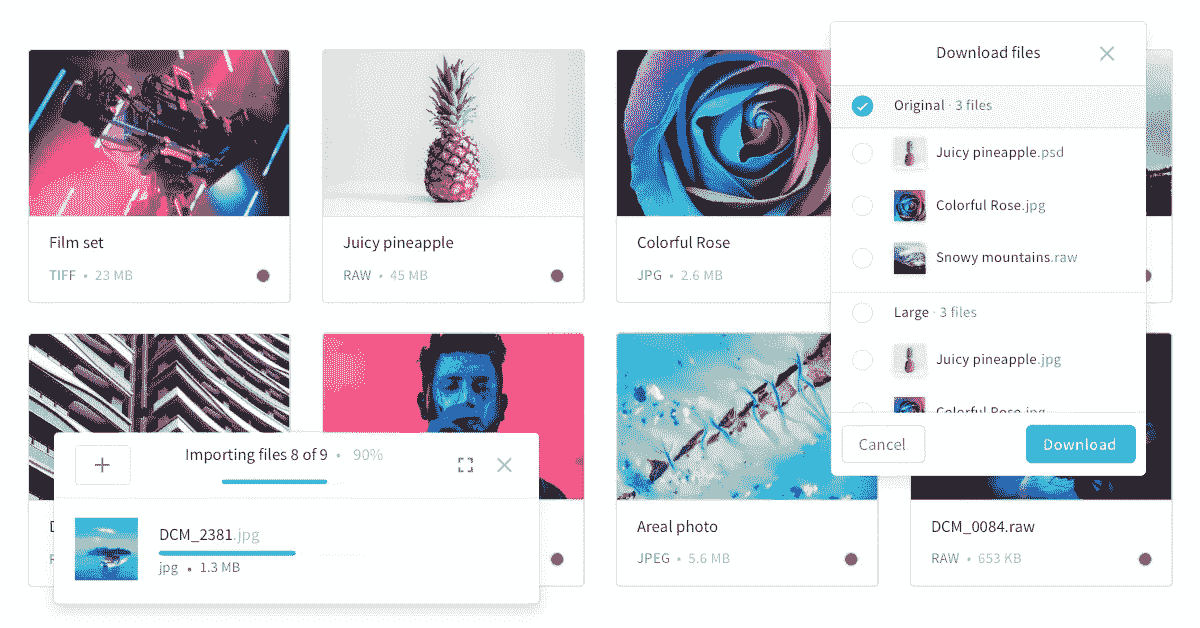 Download files
Original · 3 files
Juicy pineapple.psd
Colorful Rose.jpg
Snowy mountains.raw
Large · 3 files
Juicy pineapple.jpg
Colorful Rose.jpg
Cancel
Download
Film set
TIFF • 23 MB
Juicy pineapple
RAW • 45 MB
Colorful Rose
JPG • 2.6 MB
Importing files 8 of 9 • 90%
DCM_2381.jpg
jpg • 1.3 MB
Areal photo
JPEG • 5.6 MB
DCM_0084.raw
RAW • 653 KB